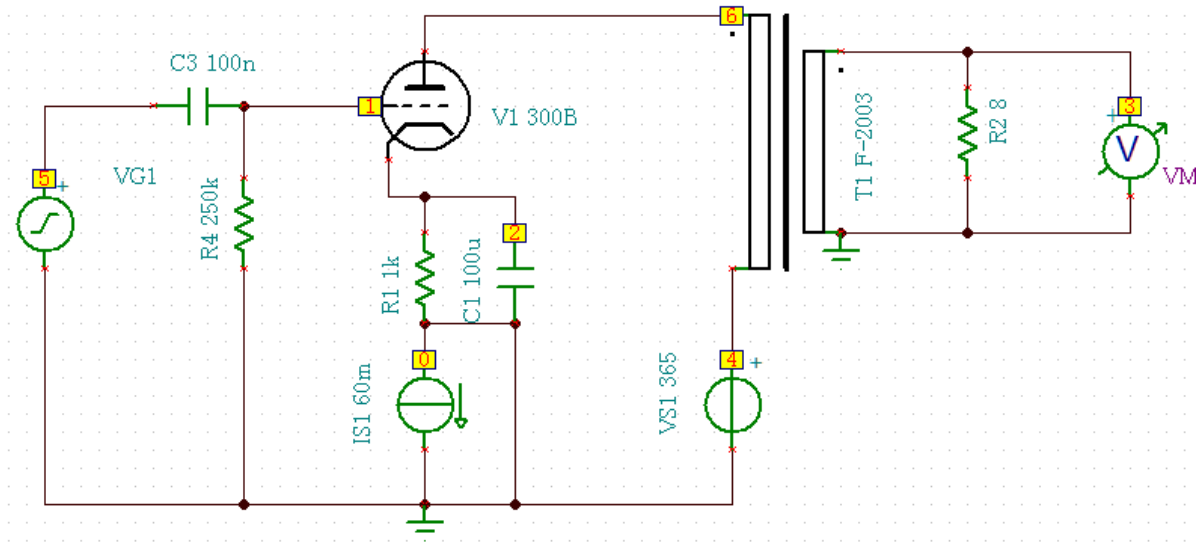 6
C3 100n
1
V1 300B
3
V
VM
R2 8
T1 F-2003
5
+
VG1
R4 250k
2
R1 1k
C1 100u
0
IS1 60m
4
+
VS1 365
+